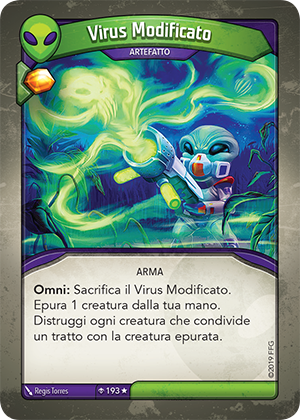 Virus Modificato
ARTEFATTO
ARMA
Omni: Sacrifica il Virus Modificato.
Epura 1 creatura dalla tua mano.
Distruggi ogni creatura che condivide
un tratto con la creatura epurata.
©2019 FFG
Regis Torres
193